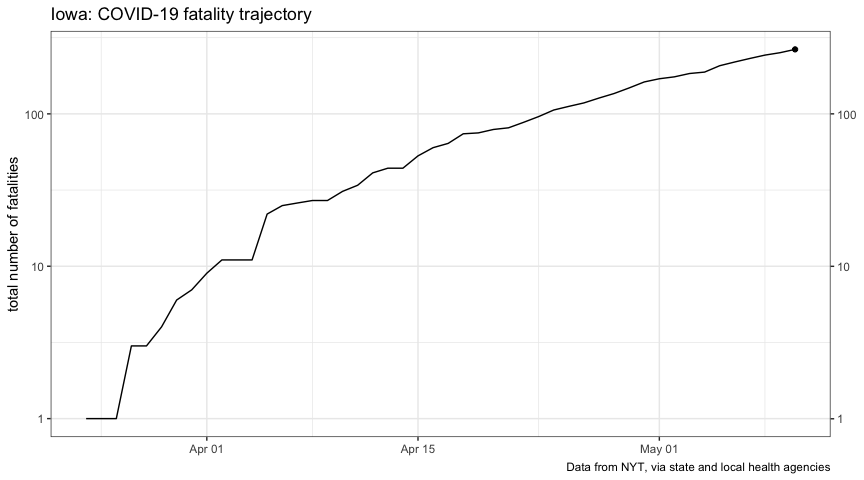 Iowa: COVID-19 fatality trajectory
total number of fatalities
100
10
1
100
10
1
Apr 01
Apr 15
May 01
Data from NYT, via state and local health agencies